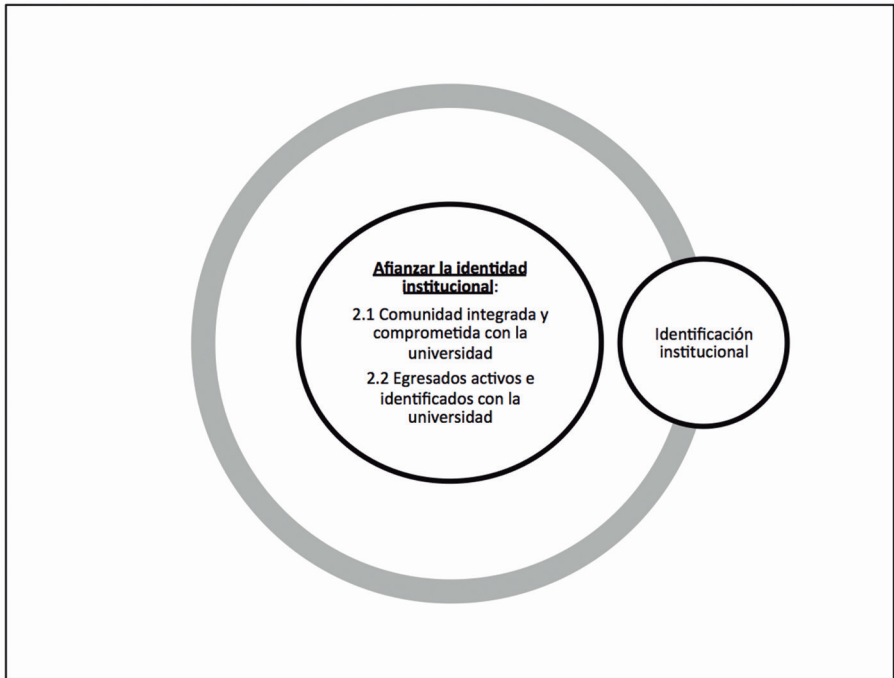 Afianzar la identidad
institucional:
2.1 Comunidad integrada y
comprometida con la
universidad
2.2 Egresados activos e
identificados con la
universidad
Identificación
institucional